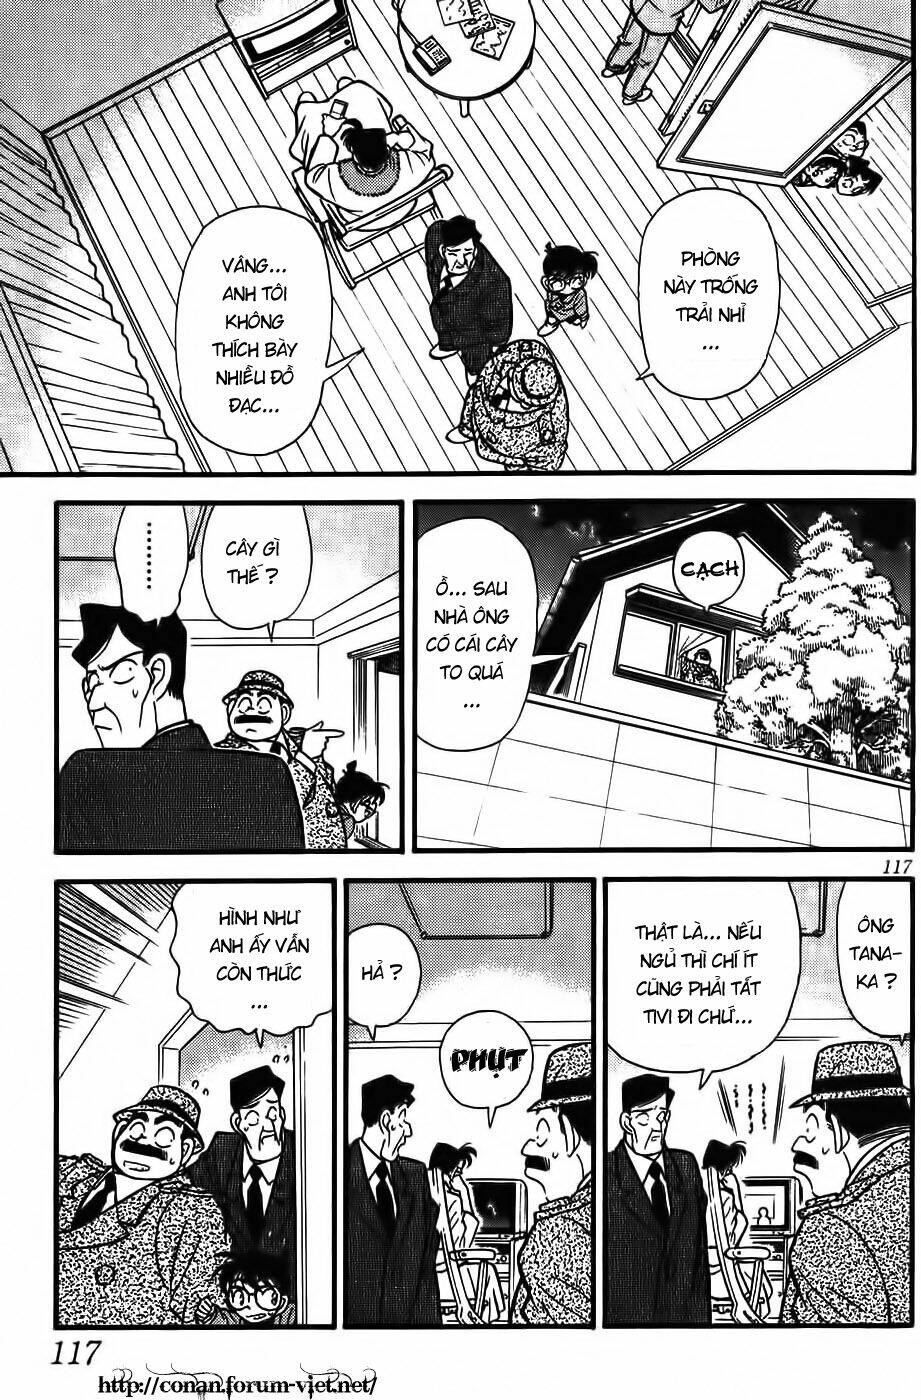 PHÒNG
NÀY TRỐNG
TRẢI NHỈ
...
VÂNG...
ANH TÔI
KHÔNG
THÍCH BÀY
NHIỀU ĐỒ
ĐẠC...
CẠCH
Ồ... SAU
NHÀ ÔNG
CÓ CÁI CÂY
TO QUÁ
...
CÂY GÌ
THẾ ?
........
117
ÔNG
TANA-
KA ?
THẬT LÀ... NẾU
NGỦ THÌ CHÍ ÍT
CŨNG PHẢI TẮT
TIVI ĐI CHỨ...
HẢ ?
PHỤT
HÌNH NHƯ
ANH ẤY VẪN
CÒN THỨC
...
117
http://conan.forum-viet.net/